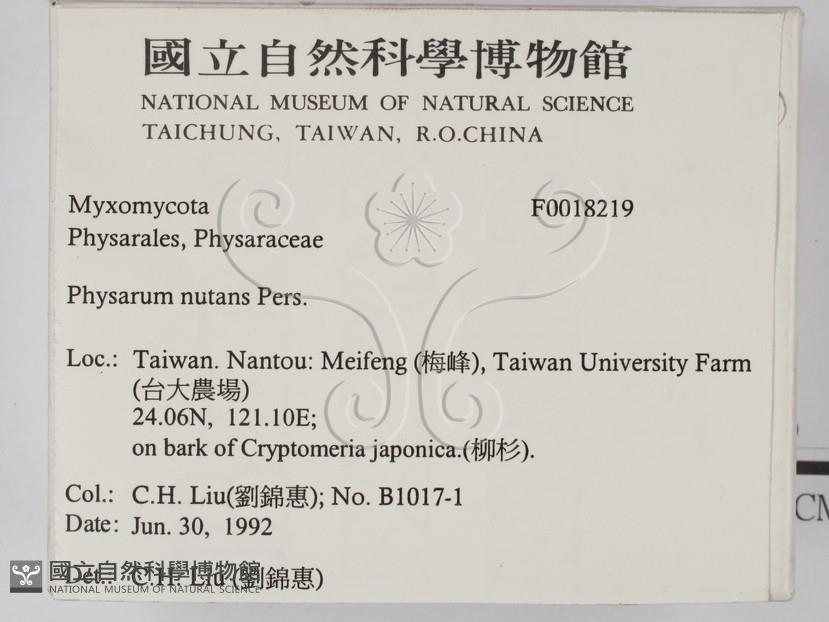 國立自然科學博物館
NATIONAL MUSEUM OF NATURAL SCIENCE
TAICHUNG, TAIWAN, R.O.CHINA
Myxomycota F0018219
Physarales, Physaraceae
Physarum nutans Pers.
Loc.: Taiwan. Nantou: Meifeng (梅峰), Taiwan University Farm
(台大農場)
24.06N, 121.10E;
on bark of Cryptomeria japonica.(柳杉).
Col.: C.H. Liu(劉錦惠); No. B1017-1
Date: Jun. 30, 1992
Det.: C.H. Liu (劉錦惠)
國立自然科學博物館
NATIONAL MUSEUM OF NATURAL SCIENCE